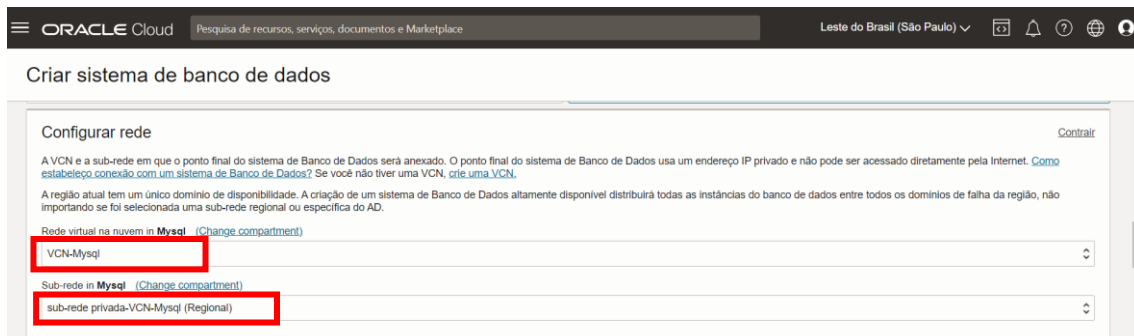 ORACLE Cloud
Pesquisa de recursos, serviços, documentos e Marketplace
Leste do Brasil (São Paulo)
Criar sistema de banco de dados
Configurar rede
Contrair
A VCN e a sub-rede em que o ponto final do sistema de Banco de Dados será anexado. O ponto final do sistema de Banco de Dados usa um endereço IP privado e não pode ser acessado diretamente pela Internet. Como
estabeleço conexão com um sistema de Banco de Dados? Se você não tiver uma VCN, crie uma VCN.
A região atual tem um único domínio de disponibilidade. A criação de um sistema de Banco de Dados altamente disponível distribuirá todas as instâncias do banco de dados entre todos os domínios de falha da região, não
importando se foi selecionada uma sub-rede regional ou específica do AD.
Rede virtual na nuvem in Mysql (Change compartment)
VCN-Mysql
Sub-rede in Mysql (Change compartment)
sub-rede privada-VCN-Mysql (Regional)